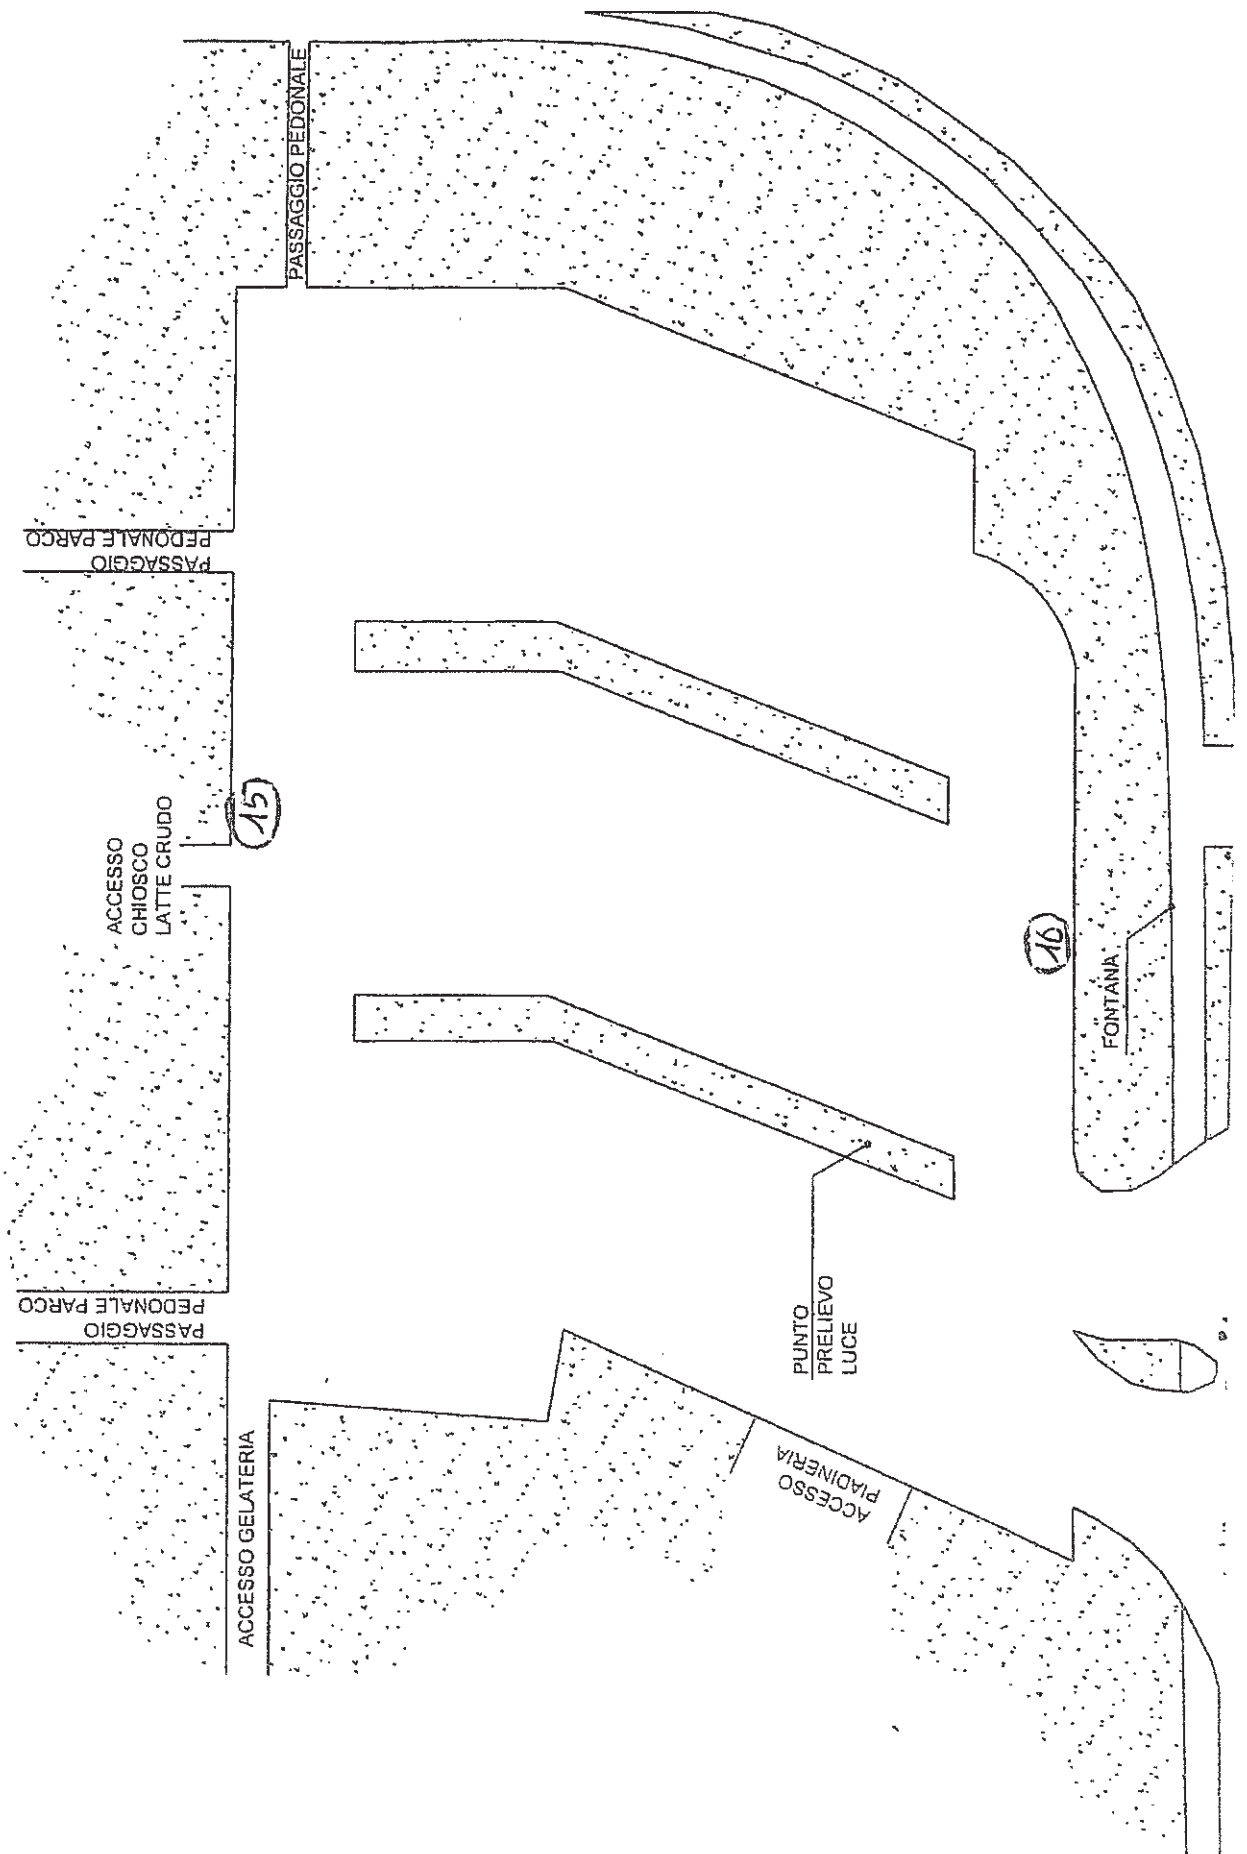 PASSAGGIO PEDONALE
PASSAGGIO
PEDONALE PARCO
ACCESSO
CHIOSCO
LATTE CRUDO
15
16
FONTANA
PASSAGGIO
PEDONALE PARCO
PUNTO
PRELIEVO
LUCE
ACCESSO GELATERIA
ACCESSO
PIADINERIA